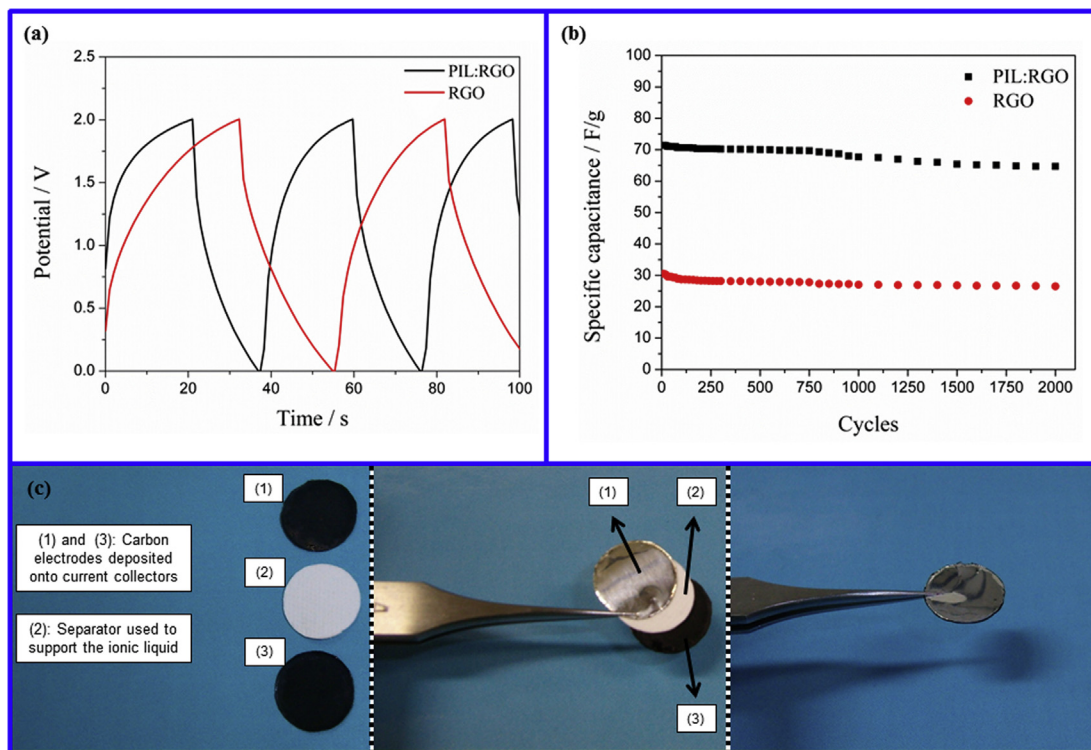 (a)
2.5
2.0
1.5
1.0
0.5
0.0
Potential / V
PIL:RGO
RGO
0 20 40 60 80 100
Time / s
(b)
100
90
80
70
60
50
40
30
20
10
0
Specific capacitance / F/g
PIL:RGO
RGO
0 250 500 750 1000 1250 1500 1750 2000
Cycles
(c)
(1) and (3): Carbon
electrodes deposited
onto current collectors
(2): Separator used to
support the ionic liquid
(1)
(2)
(3)
(1)
(2)
(3)